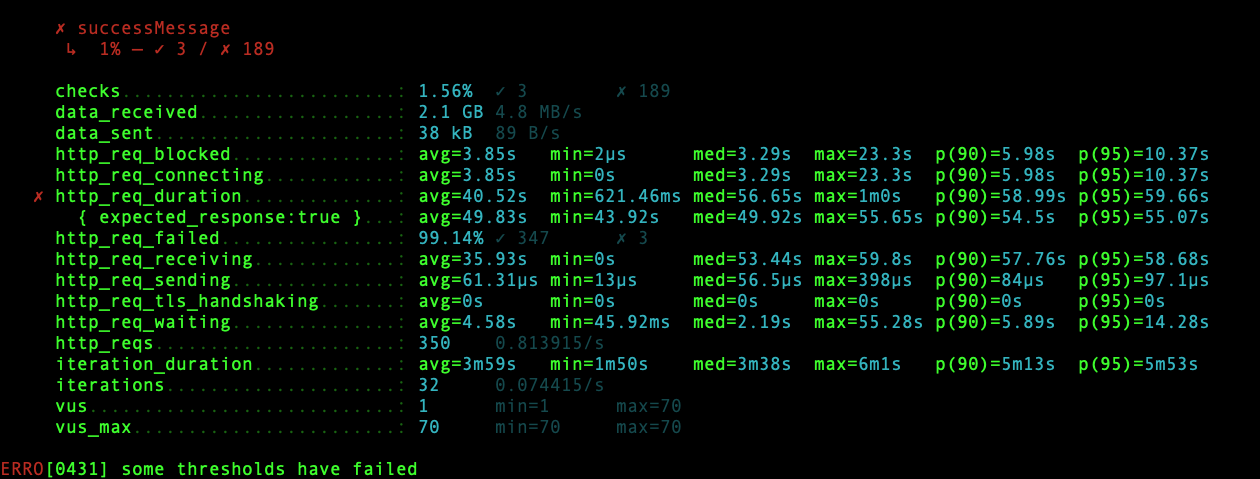 ✗ successMessage
↳  1% — ✓ 3 / ✗ 189
checks.........................: 1.56%  ✓ 3        ✗ 189
data_received..................: 2.1 GB 4.8 MB/s
data_sent......................: 38 kB  89 B/s
http_req_blocked...............: avg=3.85s   min=2µs      med=3.29s  max=23.3s  p(90)=5.98s  p(95)=10.37s
http_req_connecting............: avg=3.85s   min=0s       med=3.29s  max=23.3s  p(90)=5.98s  p(95)=10.37s
✗ http_req_duration..............: avg=40.52s  min=621.46ms med=56.65s max=1m0s   p(90)=58.99s p(95)=59.66s
{ expected_response:true }...: avg=49.83s  min=43.92s   med=49.92s max=55.65s p(90)=54.5s  p(95)=55.07s
http_req_failed................: 99.14% ✓ 347      ✗ 3
http_req_receiving.............: avg=35.93s  min=0s       med=53.44s max=59.8s  p(90)=57.76s p(95)=58.68s
http_req_sending...............: avg=61.31µs min=13µs     med=56.5µs max=398µs  p(90)=84µs   p(95)=97.1µs
http_req_tls_handshaking.......: avg=0s      min=0s       med=0s     max=0s     p(90)=0s     p(95)=0s
http_req_waiting...............: avg=4.58s   min=45.92ms  med=2.19s  max=55.28s p(90)=5.89s  p(95)=14.28s
http_reqs......................: 350    0.813915/s
iteration_duration.............: avg=3m59s   min=1m50s    med=3m38s  max=6m1s   p(90)=5m13s  p(95)=5m53s
iterations.....................: 32     0.074415/s
vus............................: 1      min=1      max=70
vus_max........................: 70     min=70     max=70
ERRO[0431] some thresholds have failed